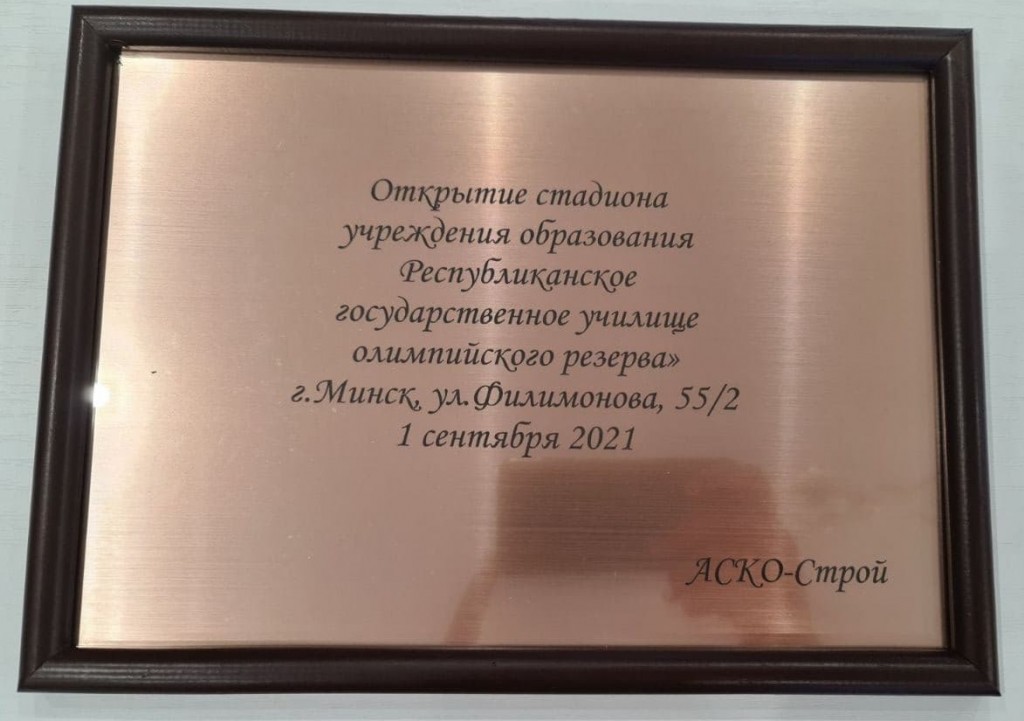 Открытие стадиона
учреждения образования
Республиканское
государственное училище
олимпийского резерва»
г.Минск, ул.Филимонова, 55/2
1 сентября 2021
АСКО-Строй